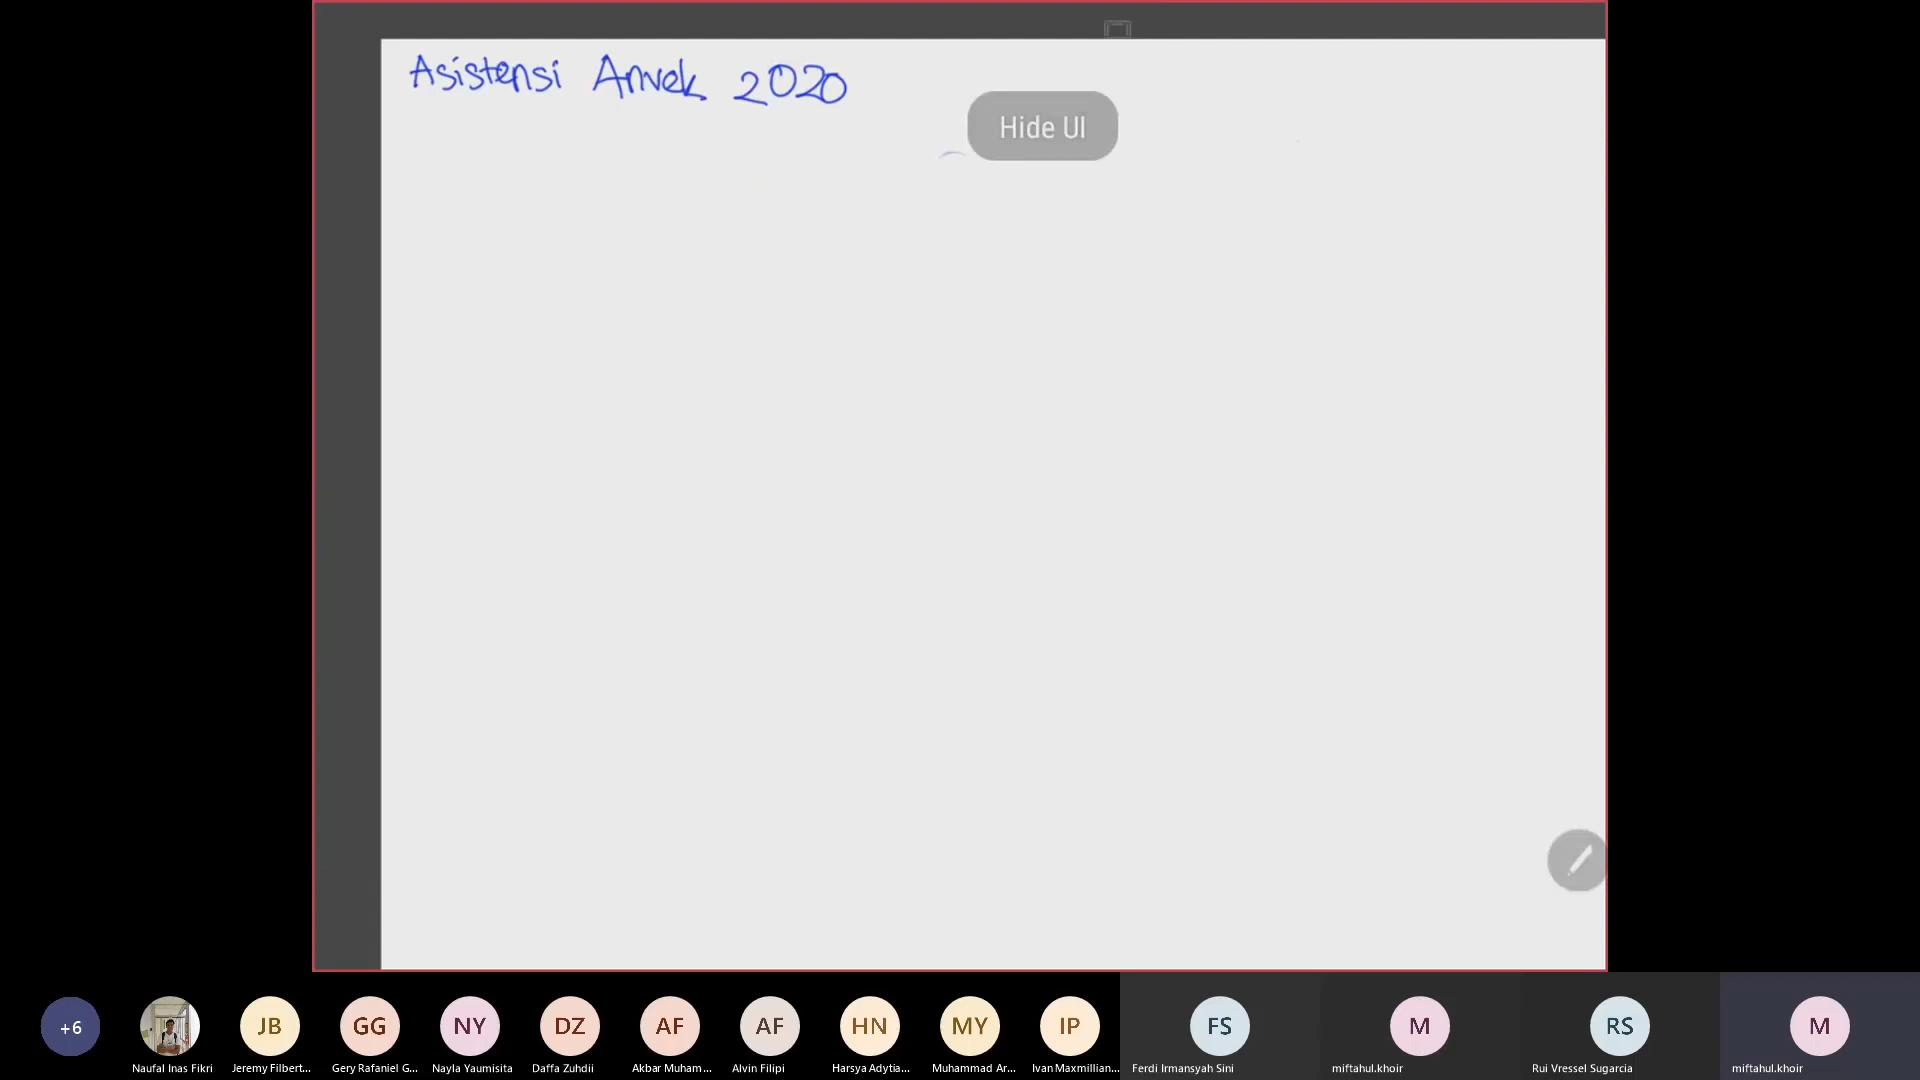 Asistensi Anvek 2020
Hide UI
+6
JB
GG
NY
DZ
AF
AF
HN
MY
IP
FS
M
RS
M
Naufal Inas Fikri
Jeremy Filbert...
Gery Rafaniel G...
Nayla Yaumisita
Daffa Zuhdii
Akbar Muham...
Alvin Filipi
Harsya Adytia...
Muhammad Ar...
Ivan Maxmillian...
Ferdi Irmansyah Sini
miftahul.khoir
Rui Vressel Sugarcia
miftahul.khoir